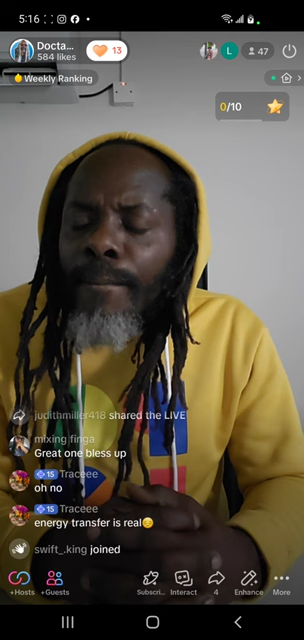 5:16
Docta...
584 likes
13
L
47
Weekly Ranking
0/10
judithmiller418 shared the LIVE
mixing finga
Great one bless up
15 Traceee
oh no
15 Traceee
energy transfer is real😔
swift_.king joined
+Hosts
+Guests
Subscri...
Interact
4
Enhance
More